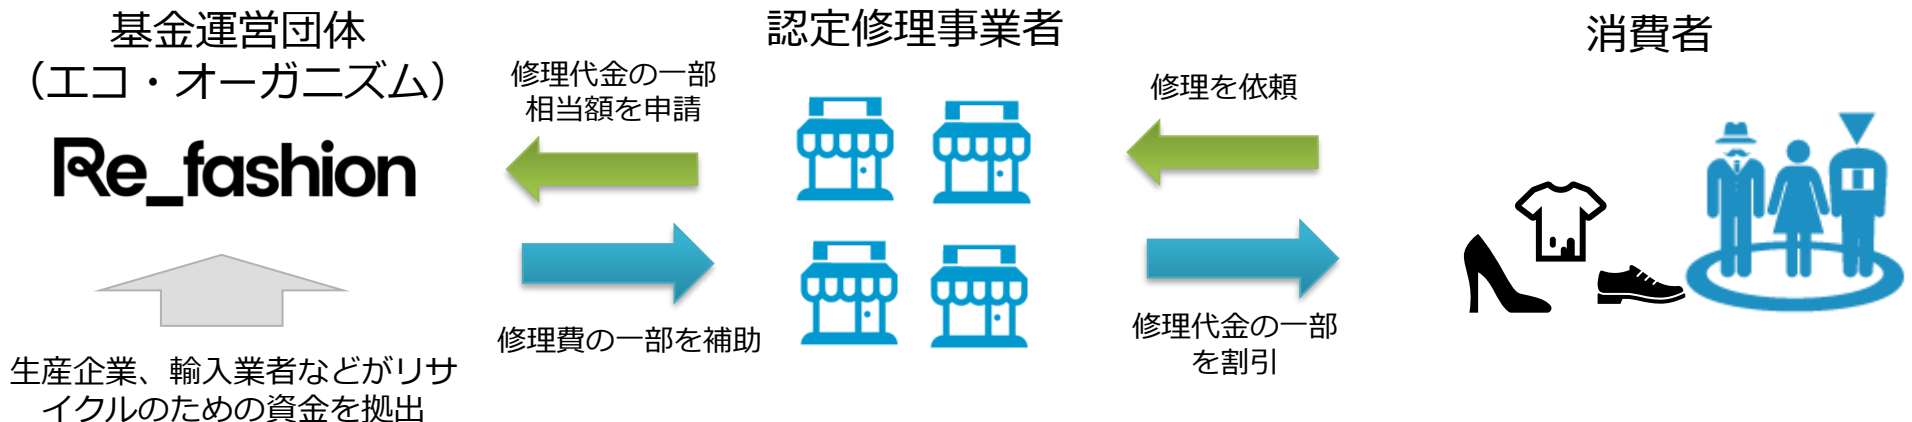 基金運営団体
（エコ・オーガニズム）
Re_fashion
生産企業、輸入業者などがリサ
イクルのための資金を拠出
修理代金の一部
相当額を申請
修理費の一部を補助
認定修理事業者
修理を依頼
修理代金の一部
を割引
消費者